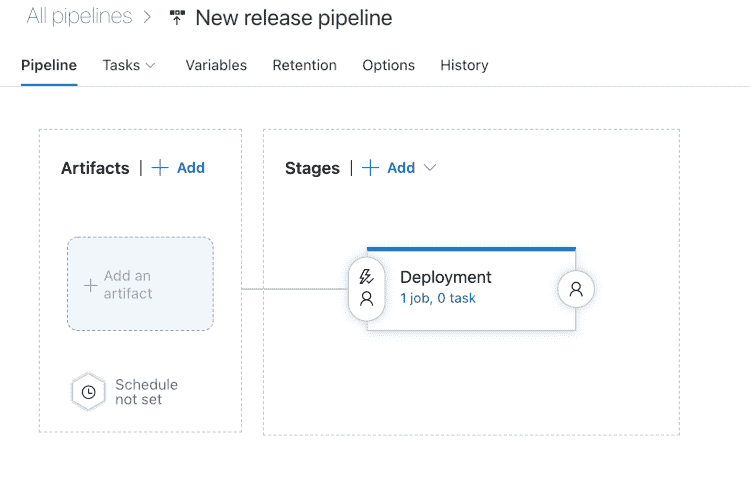 All pipelines > New release pipeline
Pipeline Tasks Variables Retention Options History
Artifacts | + Add
Stages | + Add
+ Add an
artifact
Schedule
not set
Deployment
1 job, 0 task